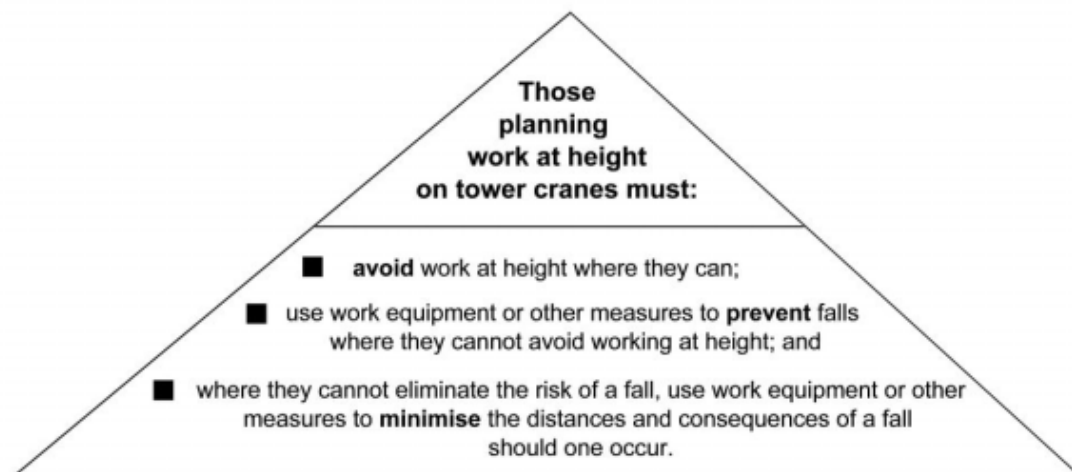 Those
planning
work at height
on tower cranes must:
■ avoid work at height where they can;
■ use work equipment or other measures to prevent falls
where they cannot avoid working at height; and
■ where they cannot eliminate the risk of a fall, use work equipment or other
measures to minimise the distances and consequences of a fall
should one occur.